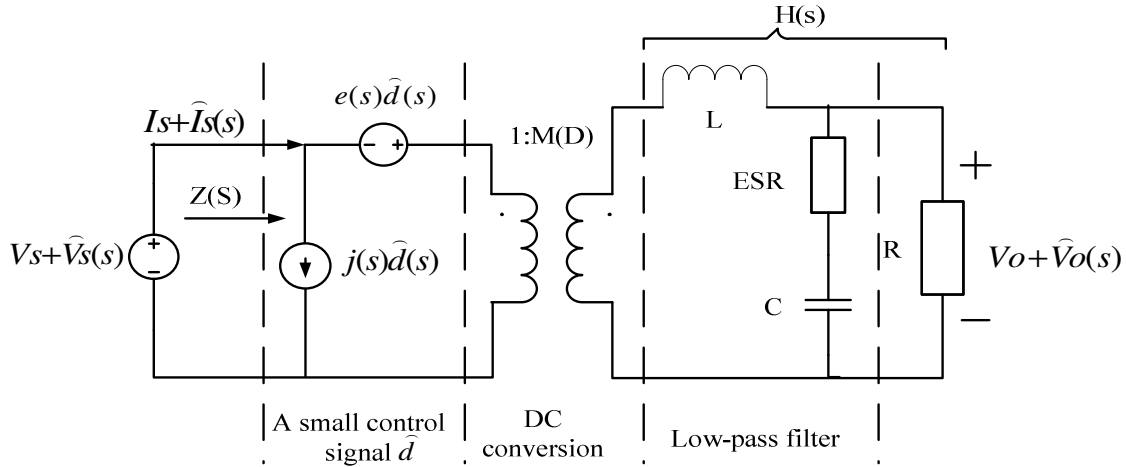 H(s)
e(s)d̂(s)
Is+Îs(s)
1:M(D)
L
ESR
Z(S)
Vs+V̂s(s)
j(s)d̂(s)
R
Vo+V̂o(s)
C
A small control
signal d̂
DC
conversion
Low-pass filter